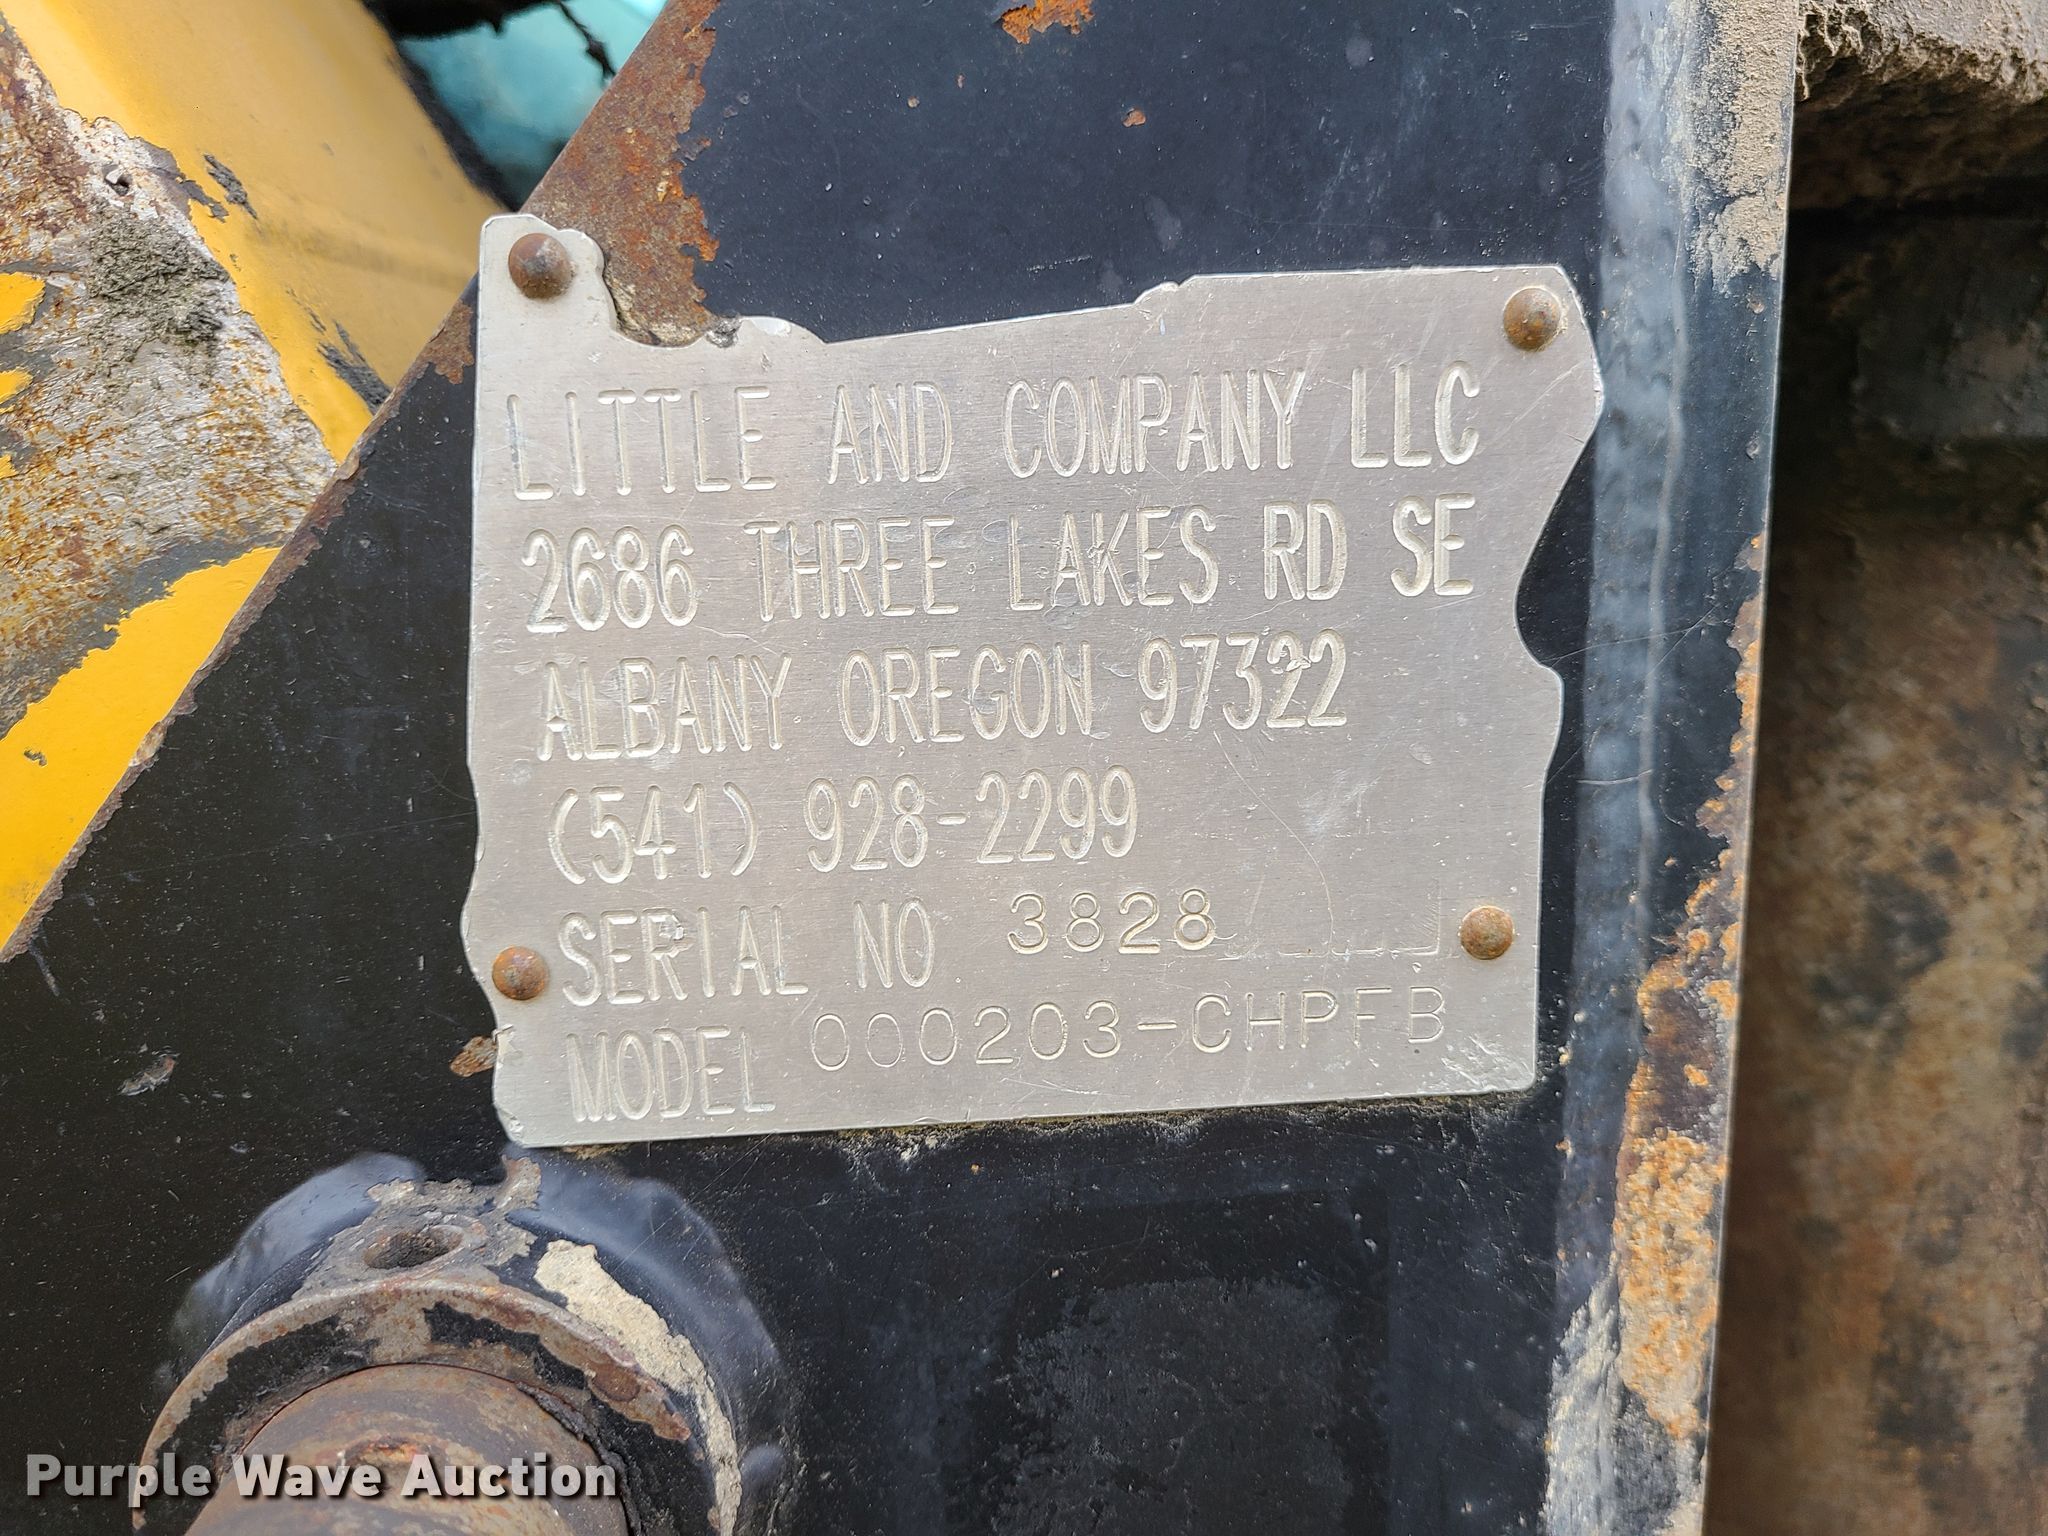 LITTLE AND COMPANY LLC
2686 THREE LAKES RD SE
ALBANY OREGON 97322
(541) 928-2299
SERIAL NO 3828
MODEL 000203-CHPFB
Purple Wave Auction